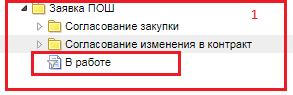 Заявка ПОШ
1
Согласование закупки
Согласование изменения в контракт
В работе